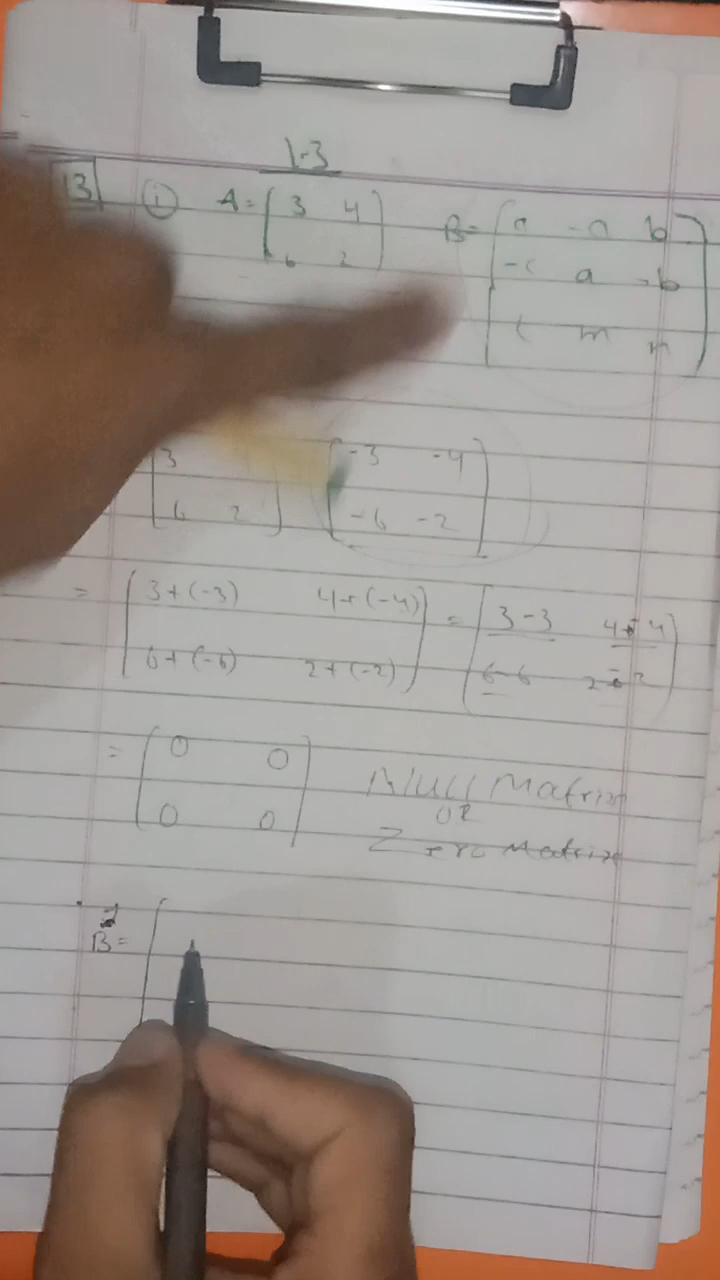 1.3
13 (i) A = [3 4 B = [a -a b
6 2] -c a -b
l m n]
3 [-3 -4
6 2] -6 -2]
= [3+(-3) 4+(-4) = [3-3 4-4
6+(-6) 2+(-2)] 6-6 2-2]
= [0 0 Null Matrix
OR
0 0] Zero Matrix
B = [